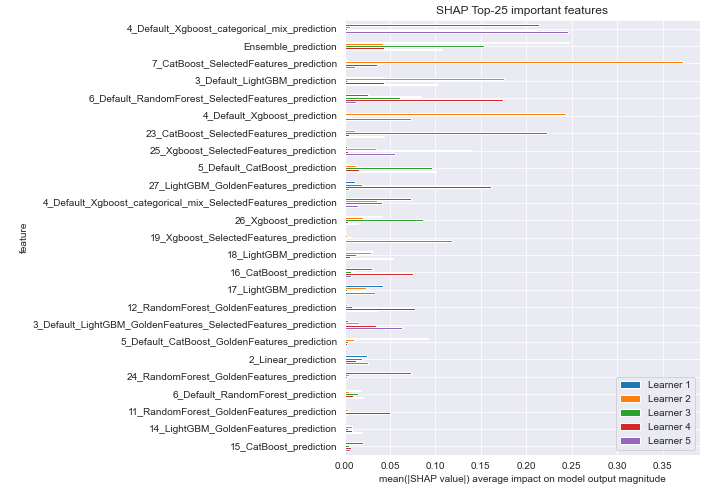 SHAP Top-25 important features
4_Default_Xgboost_categorical_mix_prediction
Ensemble_prediction
7_CatBoost_SelectedFeatures_prediction
3_Default_LightGBM_prediction
6_Default_RandomForest_SelectedFeatures_prediction
4_Default_Xgboost_prediction
23_CatBoost_SelectedFeatures_prediction
25_Xgboost_SelectedFeatures_prediction
5_Default_CatBoost_prediction
27_LightGBM_GoldenFeatures_prediction
4_Default_Xgboost_categorical_mix_SelectedFeatures_prediction
26_Xgboost_prediction
19_Xgboost_SelectedFeatures_prediction
18_LightGBM_prediction
16_CatBoost_prediction
17_LightGBM_prediction
12_RandomForest_GoldenFeatures_prediction
3_Default_LightGBM_GoldenFeatures_SelectedFeatures_prediction
5_Default_CatBoost_GoldenFeatures_prediction
2_Linear_prediction
24_RandomForest_GoldenFeatures_prediction
6_Default_RandomForest_prediction
11_RandomForest_GoldenFeatures_prediction
14_LightGBM_GoldenFeatures_prediction
15_CatBoost_prediction
feature
Learner 1
Learner 2
Learner 3
Learner 4
Learner 5
0.00 0.05 0.10 0.15 0.20 0.25 0.30 0.35
mean(|SHAP value|) average impact on model output magnitude